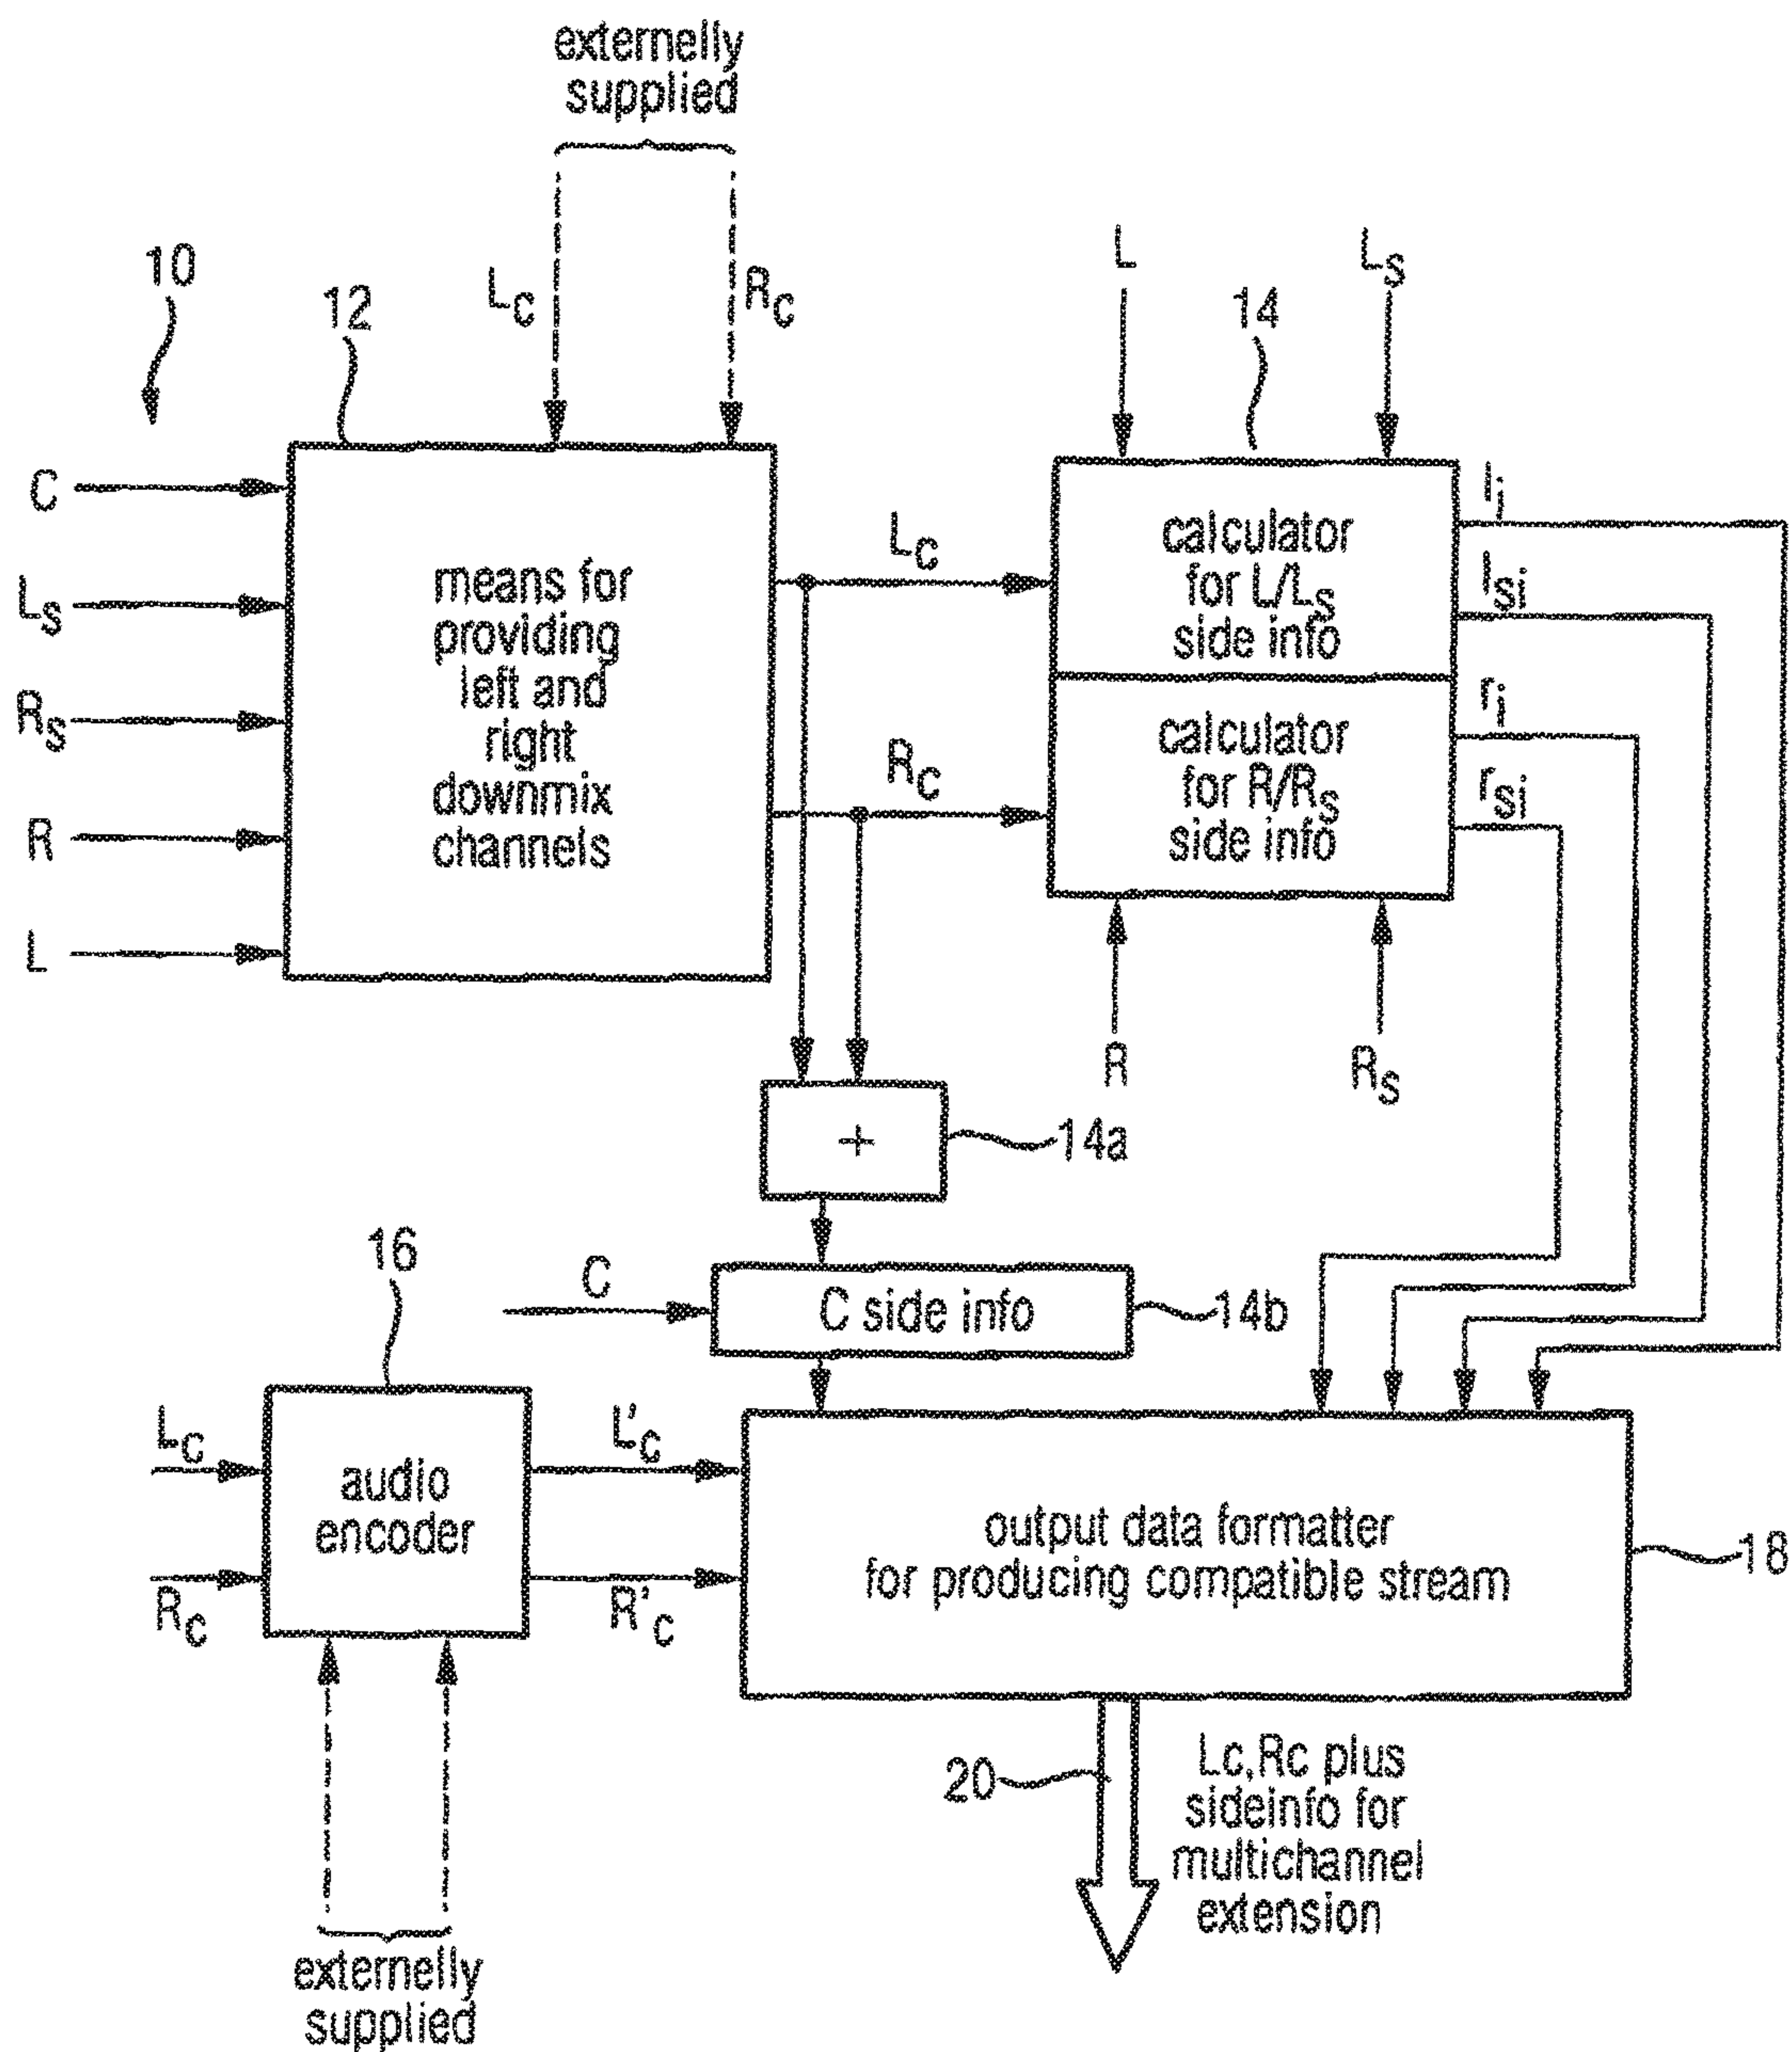 externelly
supplied
10
12
Lc
Rc
L
Ls
14
C
Ls
Rs
R
L
means for
providing
left and
right
downmix
channels
Lc
Rc
calculator
for L/Ls
side info
calculator
for R/Rs
side info
li
lsi
ri
rsi
R
Rs
+
14a
16
C
C side info
14b
Lc
Rc
audio
encoder
L'c
R'c
output data formatter
for producing compatible stream
18
20
Lc,Rc plus
sideinfo for
multichannel
extension
externelly
supplied